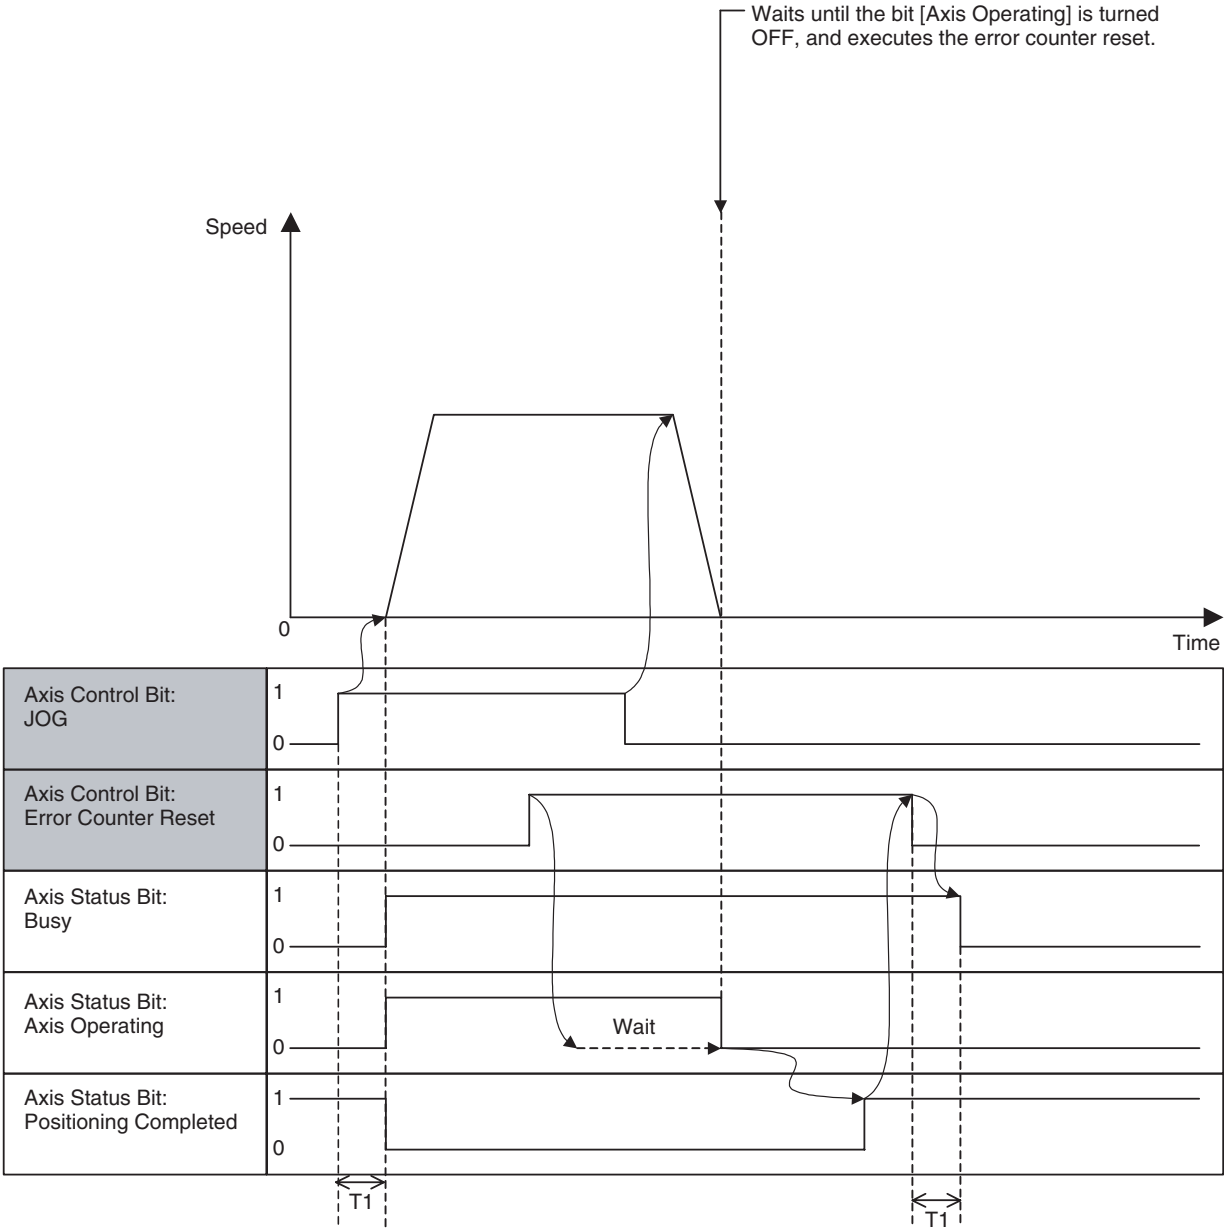 Waits until the bit [Axis Operating] is turned
OFF, and executes the error counter reset.
Speed
0
Time
Axis Control Bit:
JOG
1
0
Axis Control Bit:
Error Counter Reset
1
0
Axis Status Bit:
Busy
1
0
Axis Status Bit:
Axis Operating
1
0
Wait
Axis Status Bit:
Positioning Completed
1
0
T1
T1